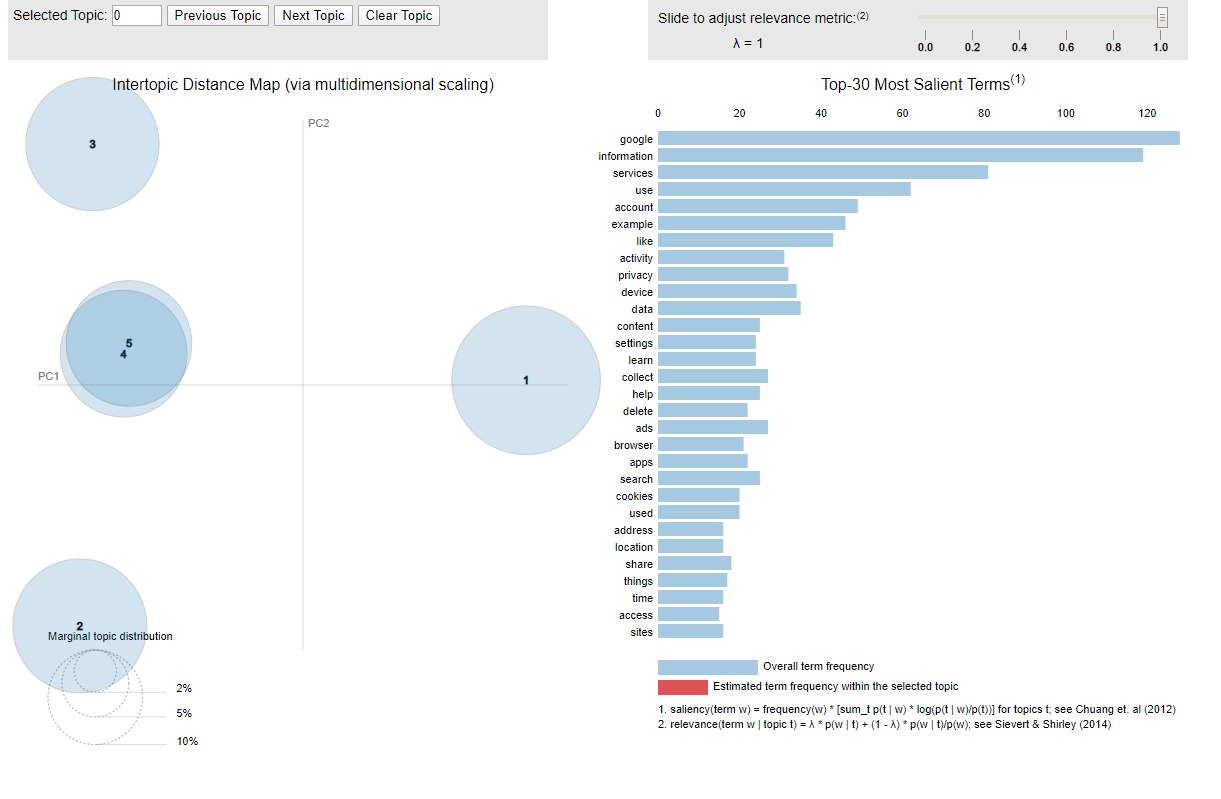 Selected Topic: 0 Previous Topic Next Topic Clear Topic
Slide to adjust relevance metric:(2)
λ = 1
0.0 0.2 0.4 0.6 0.8 1.0
Intertopic Distance Map (via multidimensional scaling)
PC2
PC1
3
5
4
1
2
Marginal topic distribution
2%
5%
10%
Top-30 Most Salient Terms(1)
0 20 40 60 80 100 120
google
information
services
use
account
example
like
activity
privacy
device
data
content
settings
learn
collect
help
delete
ads
browser
apps
search
cookies
used
address
location
share
things
time
access
sites
Overall term frequency
Estimated term frequency within the selected topic
1. saliency(term w) = frequency(w) * [sum_t p(t | w) * log(p(t | w)/p(t))] for topics t; see Chuang et. al (2012)
2. relevance(term w | topic t) = λ * p(w | t) + (1 - λ) * p(w | t)/p(w); see Sievert & Shirley (2014)